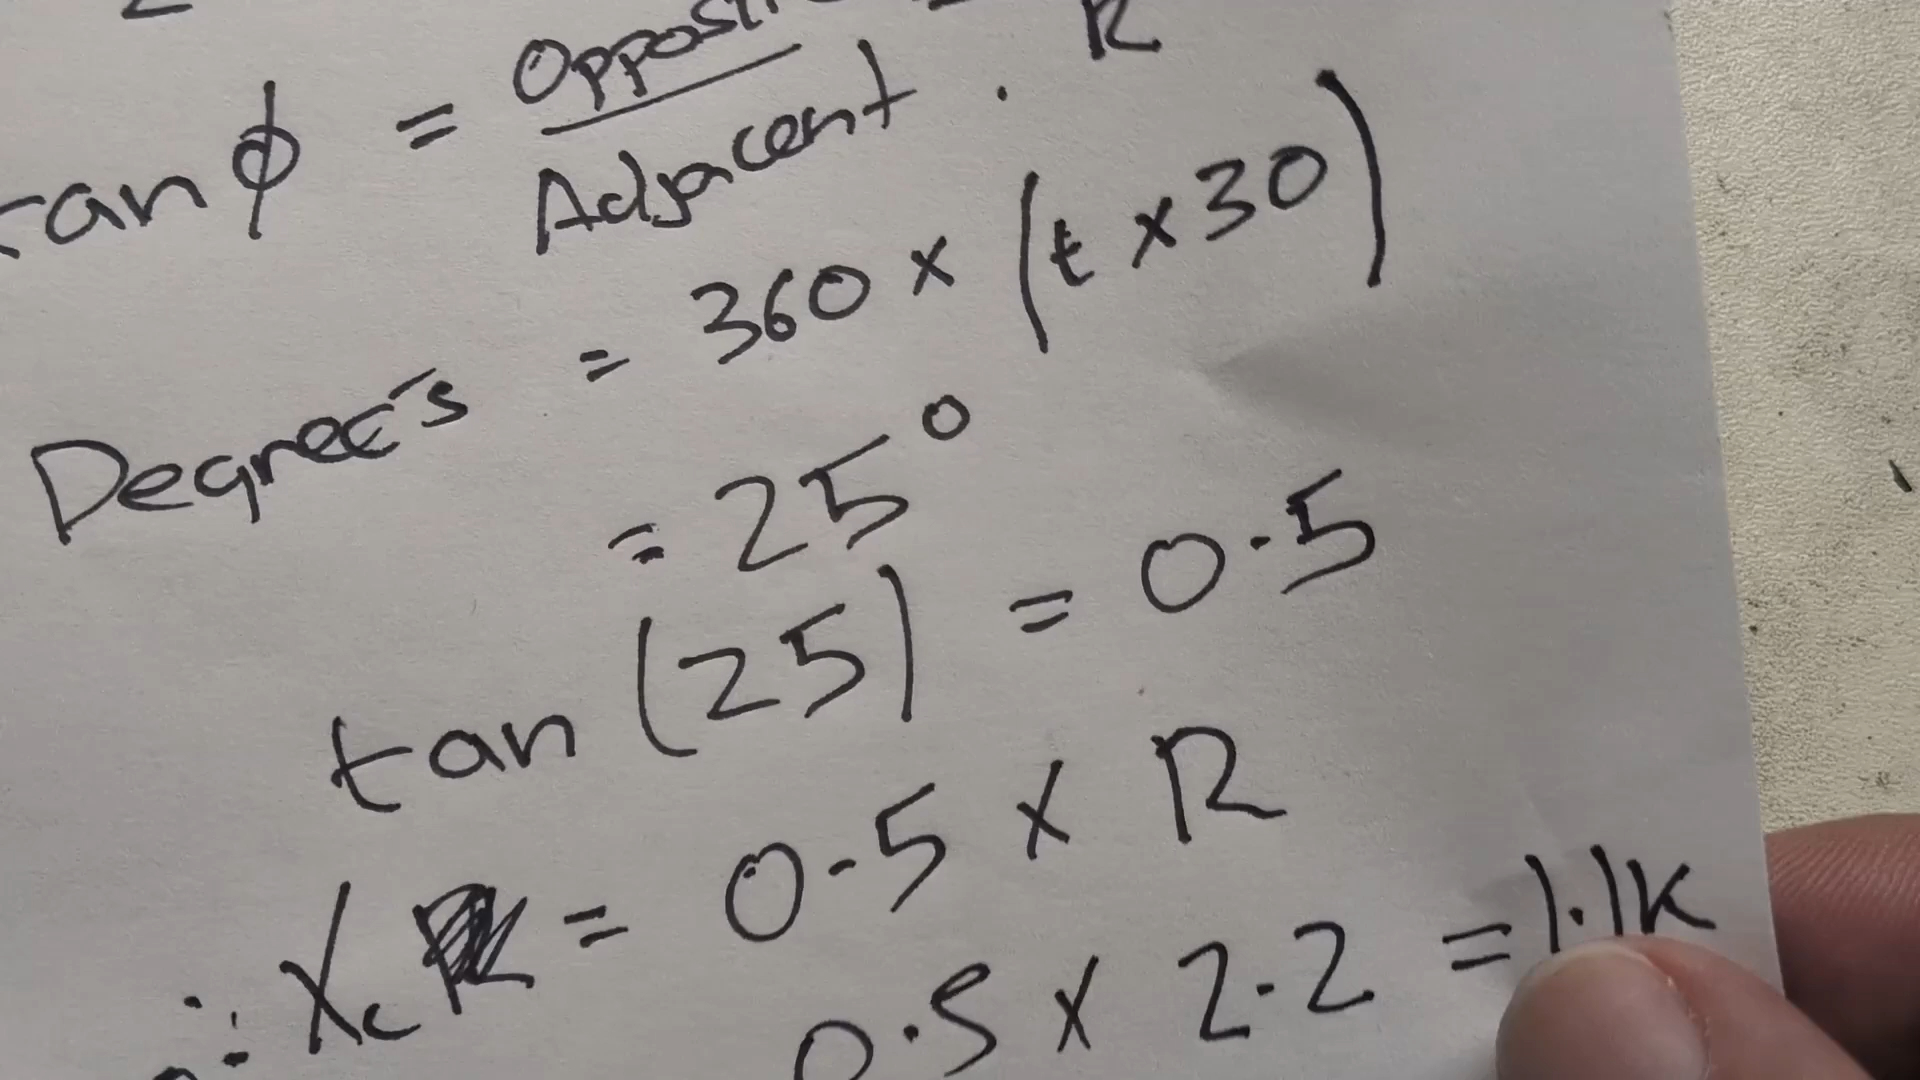 tan ϕ = Adjacent . R
Degree's = 360 × (t × 30)
= 25°
tan (25) = 0.5
∴ Xc = 0.5 × R
0.5 × 2.2 = 1.1K